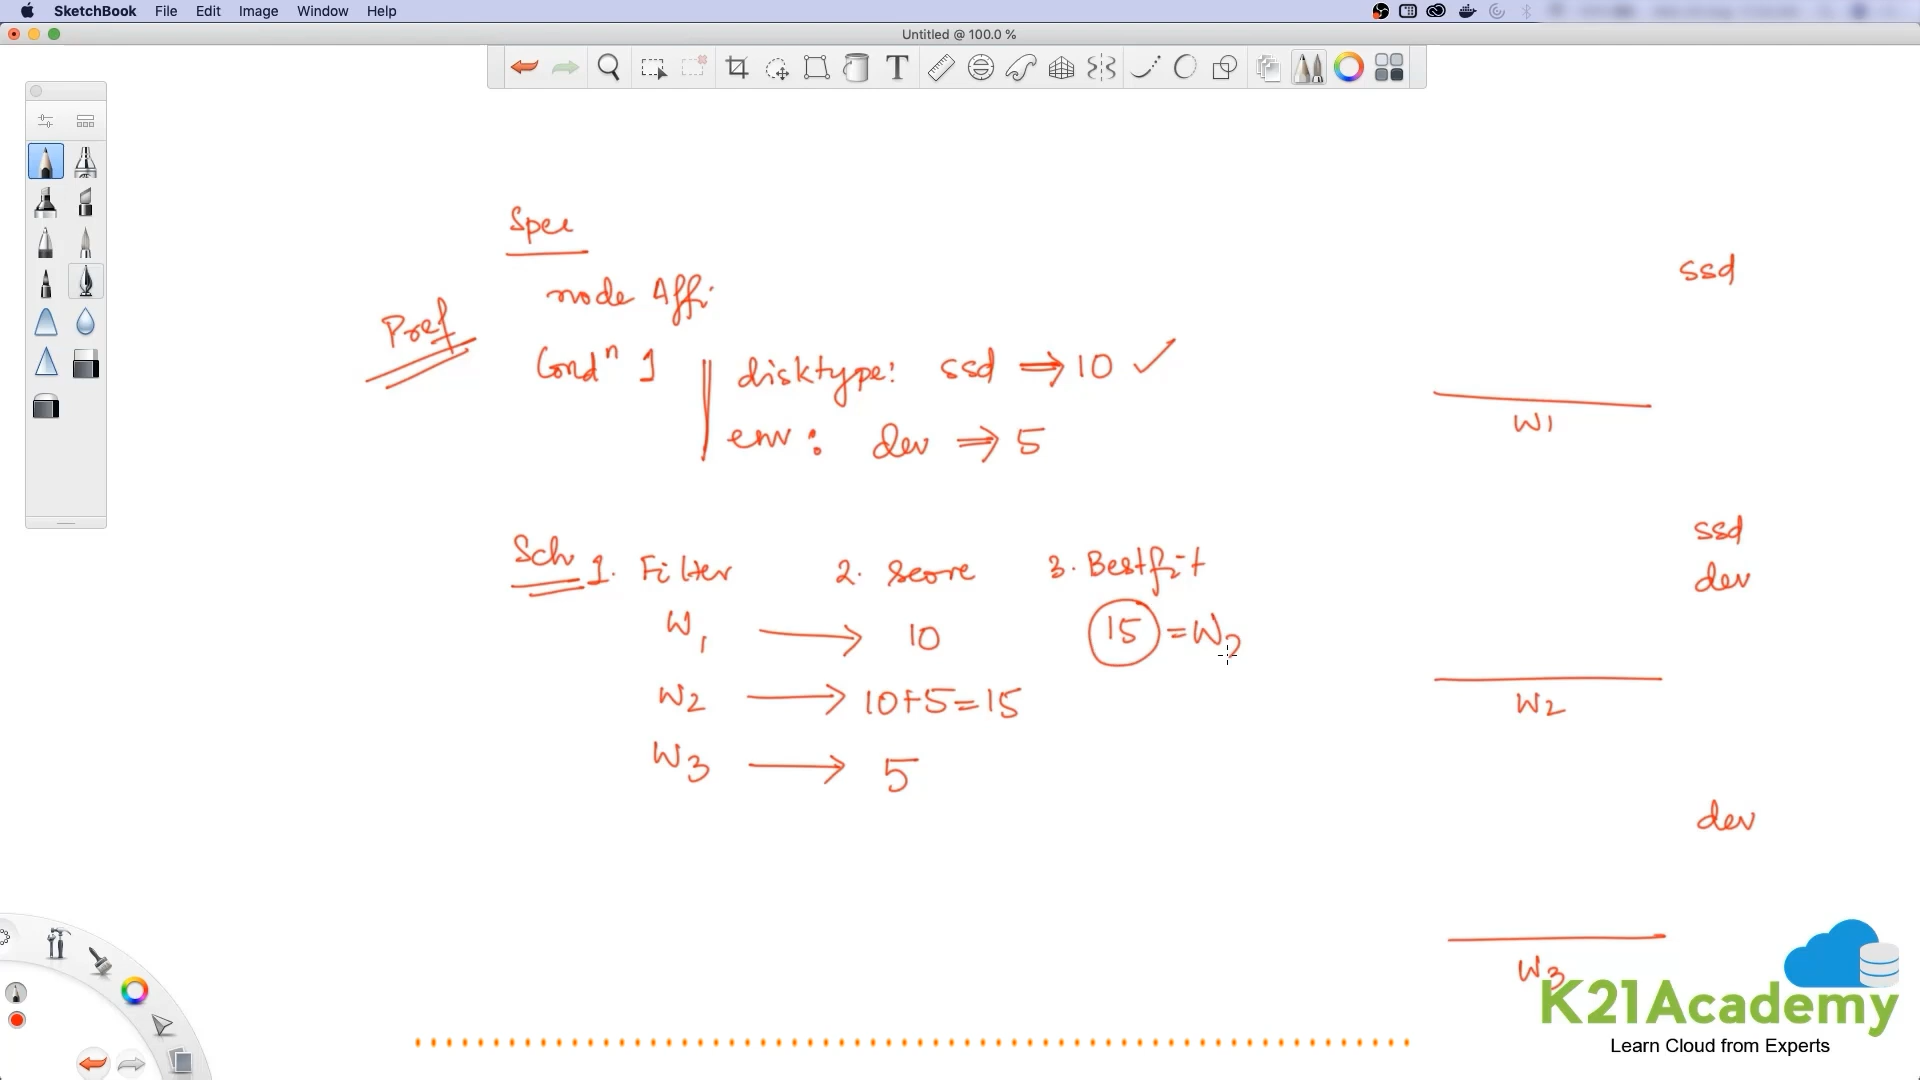 SketchBook File Edit Image Window Help
Untitled @ 100.0 %
T
Spec
node Affi
Pref
Condⁿ 1
disktype: ssd ⇒ 10 ✓
env: dev ⇒ 5
Sch 1. Filter 2. Score 3. Bestfit
W1 → 10 15 = W2
W2 → 10+5=15
W3 → 5
ssd
W1
ssd
dev
W2
dev
W3
K21Academy
Learn Cloud from Experts